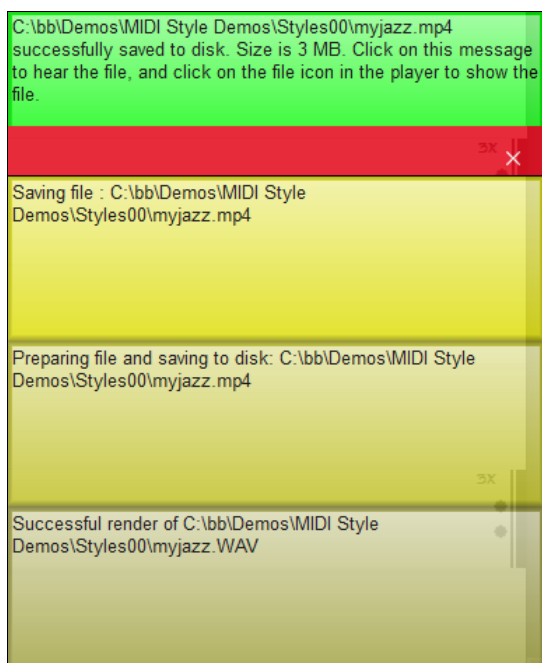 C:\bb\Demos\MIDI Style Demos\Styles00\myjazz.mp4
successfully saved to disk. Size is 3 MB. Click on this message
to hear the file, and click on the file icon in the player to show the
file.
3X
Saving file : C:\bb\Demos\MIDI Style
Demos\Styles00\myjazz.mp4
Preparing file and saving to disk: C:\bb\Demos\MIDI Style
Demos\Styles00\myjazz.mp4
3X
Successful render of C:\bb\Demos\MIDI Style
Demos\Styles00\myjazz.WAV